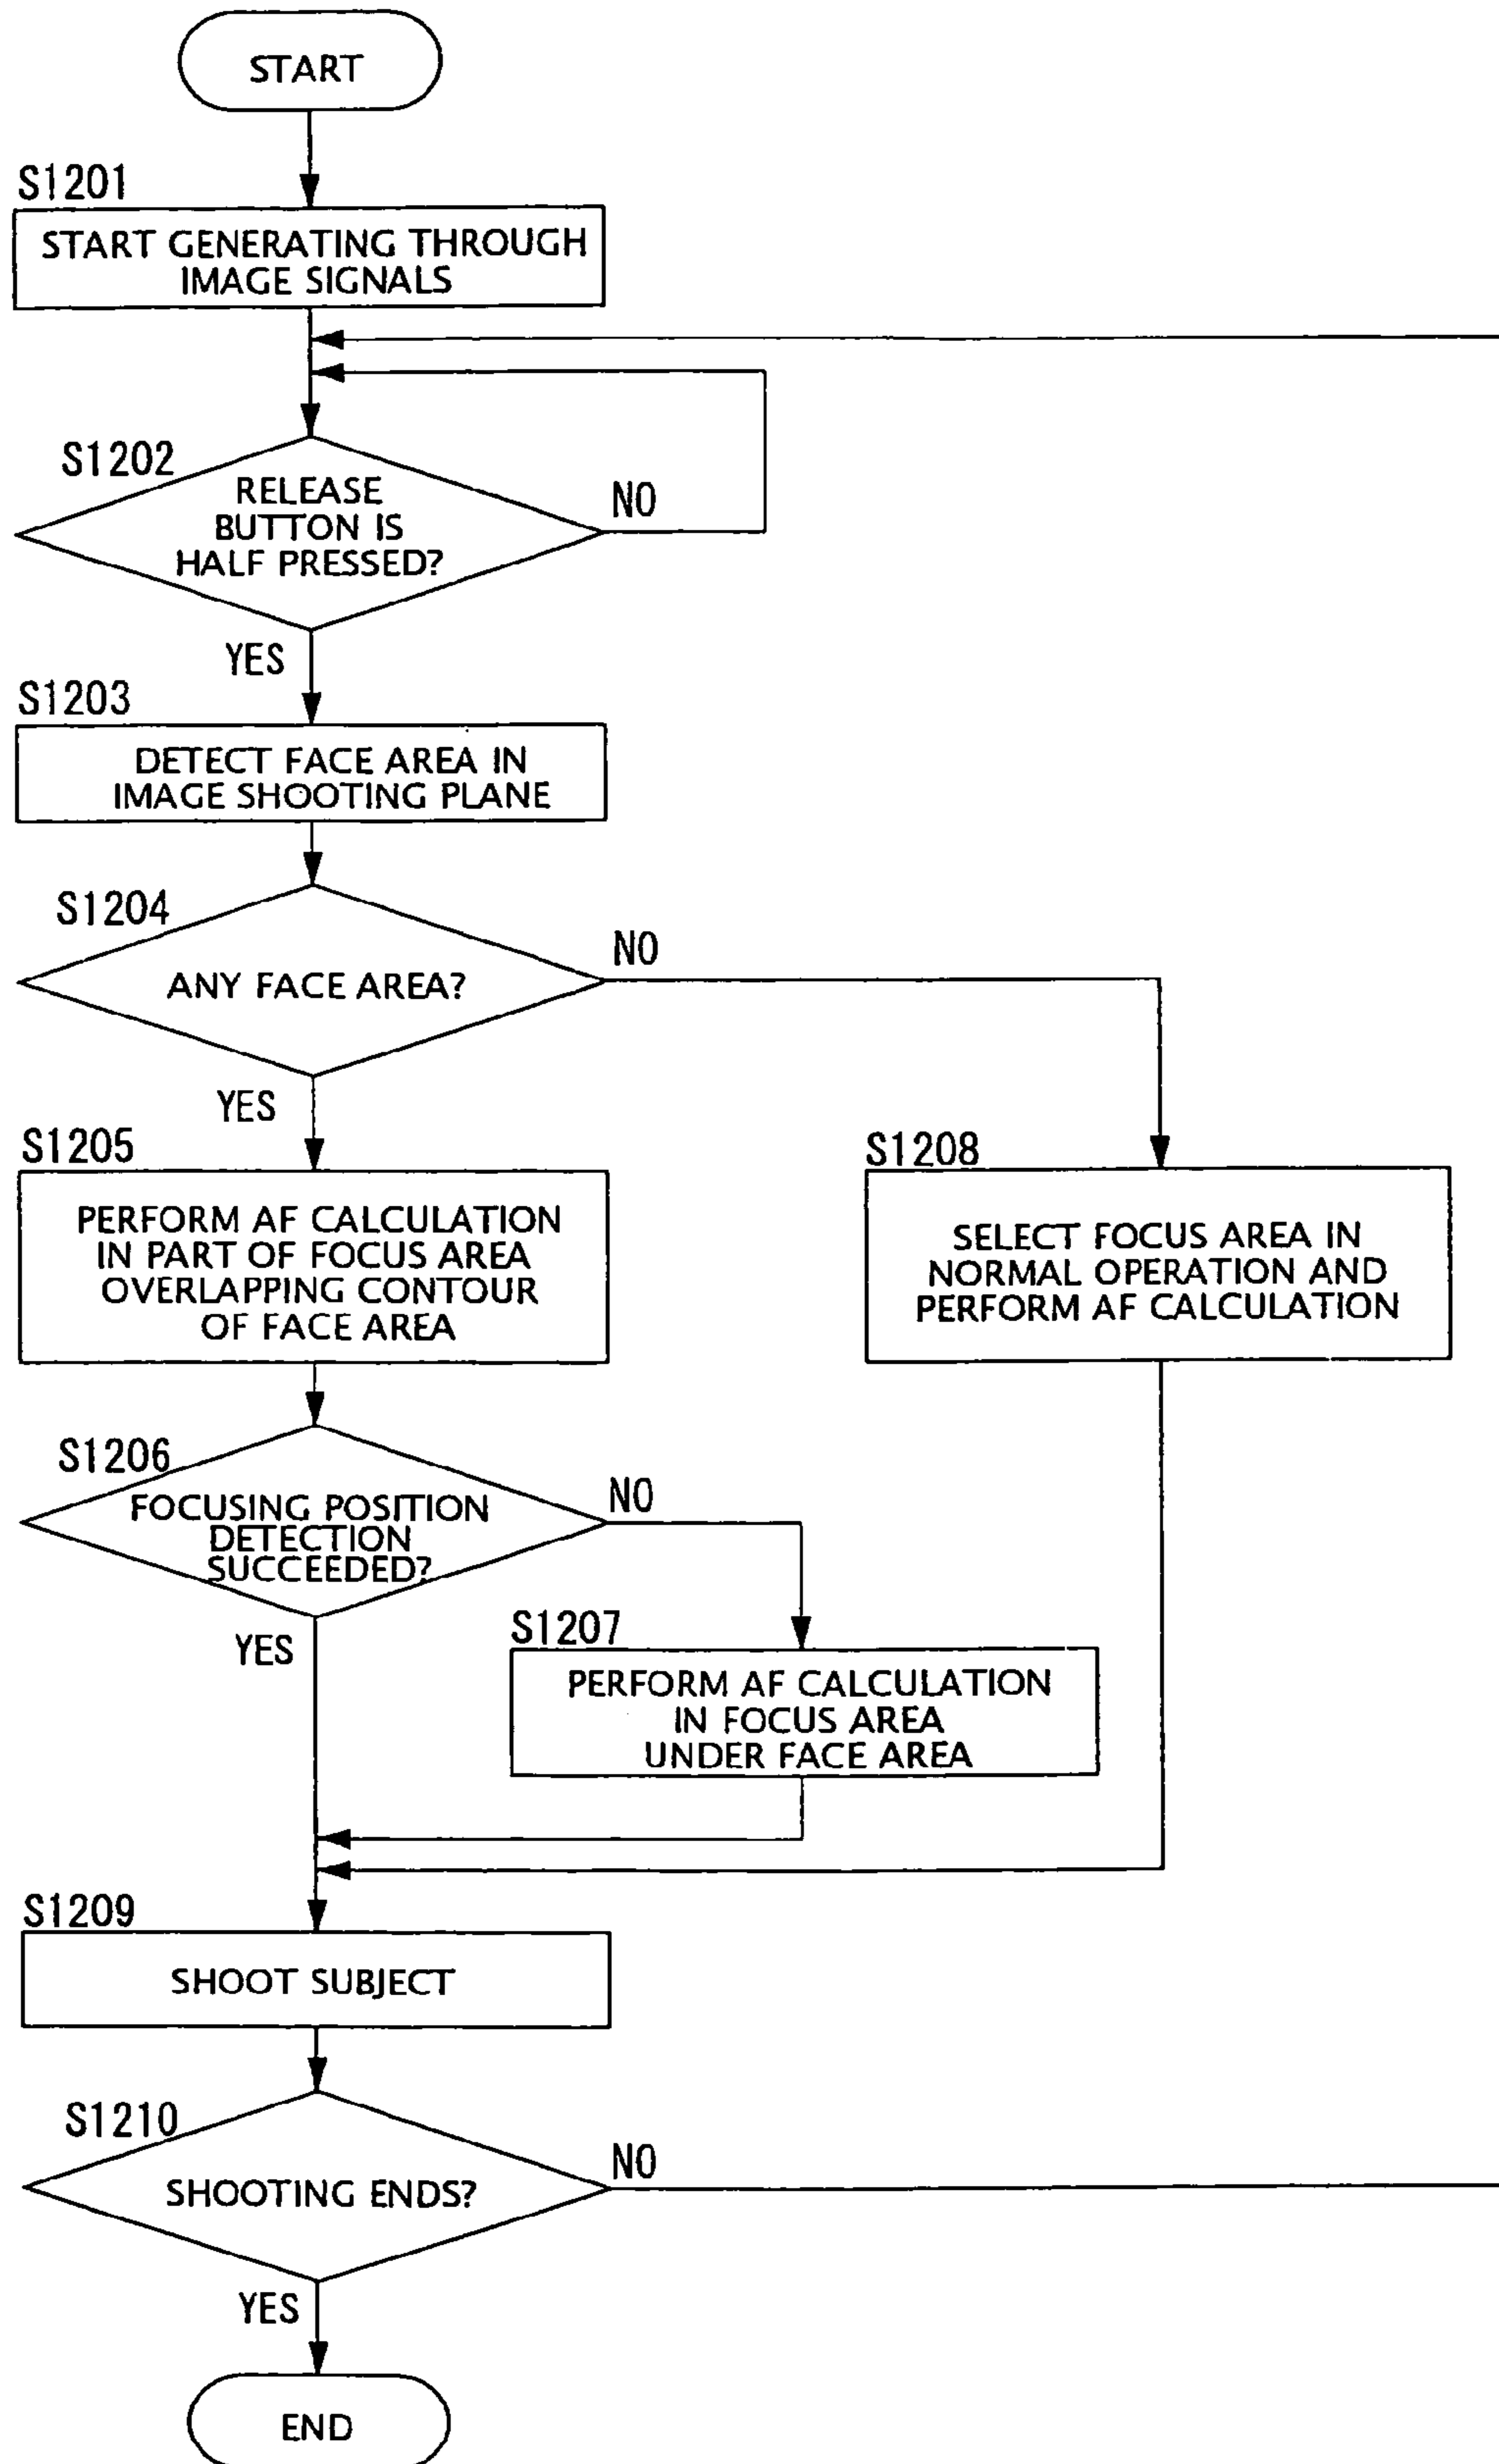 START
S1201
START GENERATING THROUGH
IMAGE SIGNALS
S1202
RELEASE
BUTTON IS
HALF PRESSED?
NO
YES
S1203
DETECT FACE AREA IN
IMAGE SHOOTING PLANE
S1204
ANY FACE AREA?
NO
YES
S1205
PERFORM AF CALCULATION
IN PART OF FOCUS AREA
OVERLAPPING CONTOUR
OF FACE AREA
S1208
SELECT FOCUS AREA IN
NORMAL OPERATION AND
PERFORM AF CALCULATION
S1206
FOCUSING POSITION
DETECTION
SUCCEEDED?
NO
YES
S1207
PERFORM AF CALCULATION
IN FOCUS AREA
UNDER FACE AREA
S1209
SHOOT SUBJECT
S1210
SHOOTING ENDS?
NO
YES
END